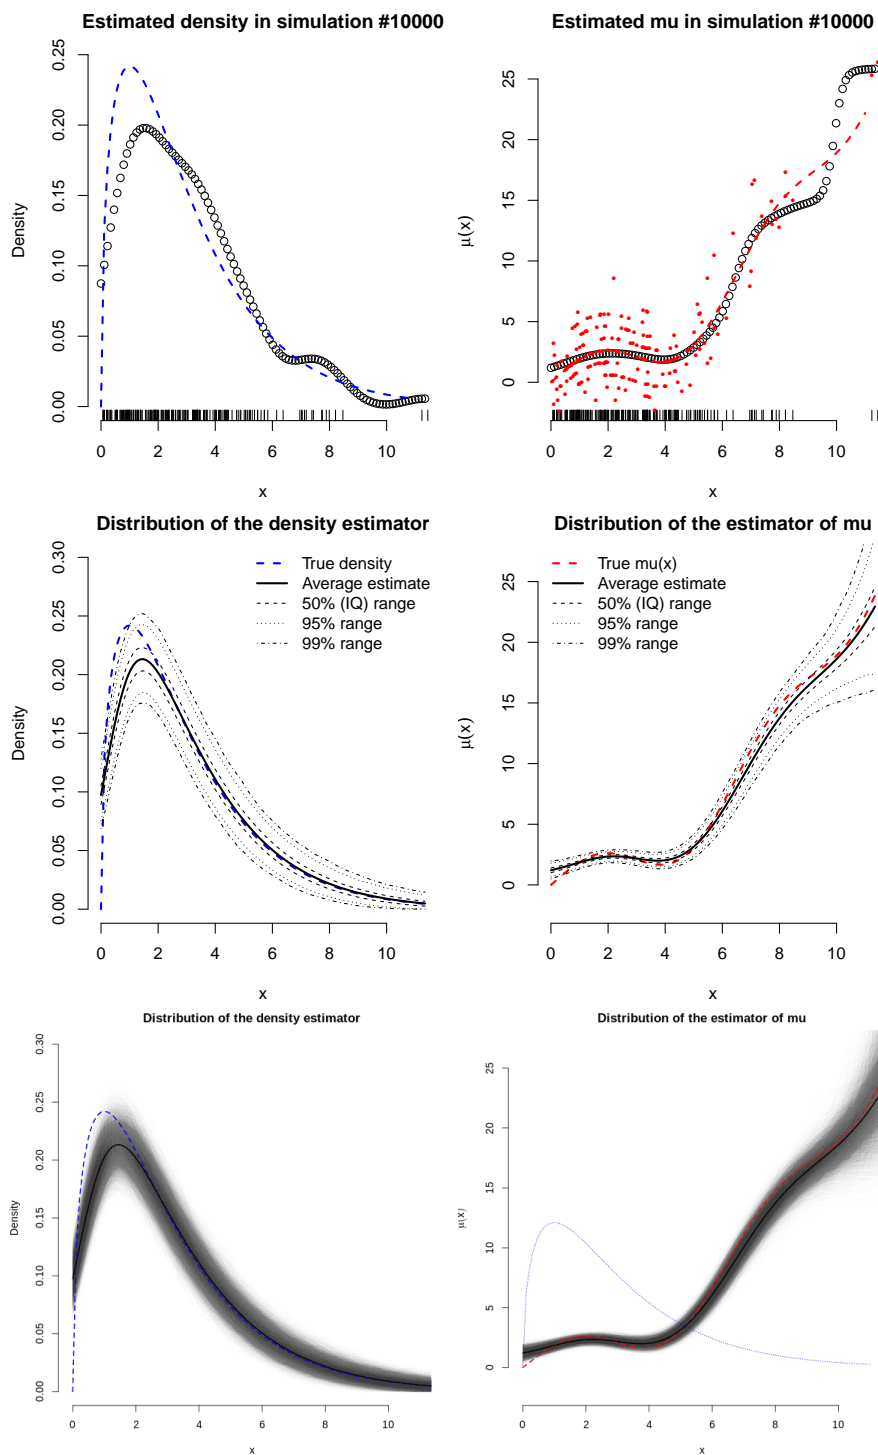 Estimated density in simulation #10000
Density
0.25
0.20
0.15
0.10
0.05
0.00
0 2 4 6 8 10
x
Estimated mu in simulation #10000
μ(x)
25
20
15
10
5
0
0 2 4 6 8 10
x
Distribution of the density estimator
True density
Average estimate
50% (IQ) range
95% range
99% range
Density
0.30
0.25
0.20
0.15
0.10
0.05
0.00
0 2 4 6 8 10
x
Distribution of the estimator of mu
True mu(x)
Average estimate
50% (IQ) range
95% range
99% range
μ(x)
25
20
15
10
5
0
0 2 4 6 8 10
x
Distribution of the density estimator
Density
0.30
0.25
0.20
0.15
0.10
0.05
0.00
0 2 4 6 8 10
x
Distribution of the estimator of mu
μ(x)
25
20
15
10
5
0
0 2 4 6 8 10
x